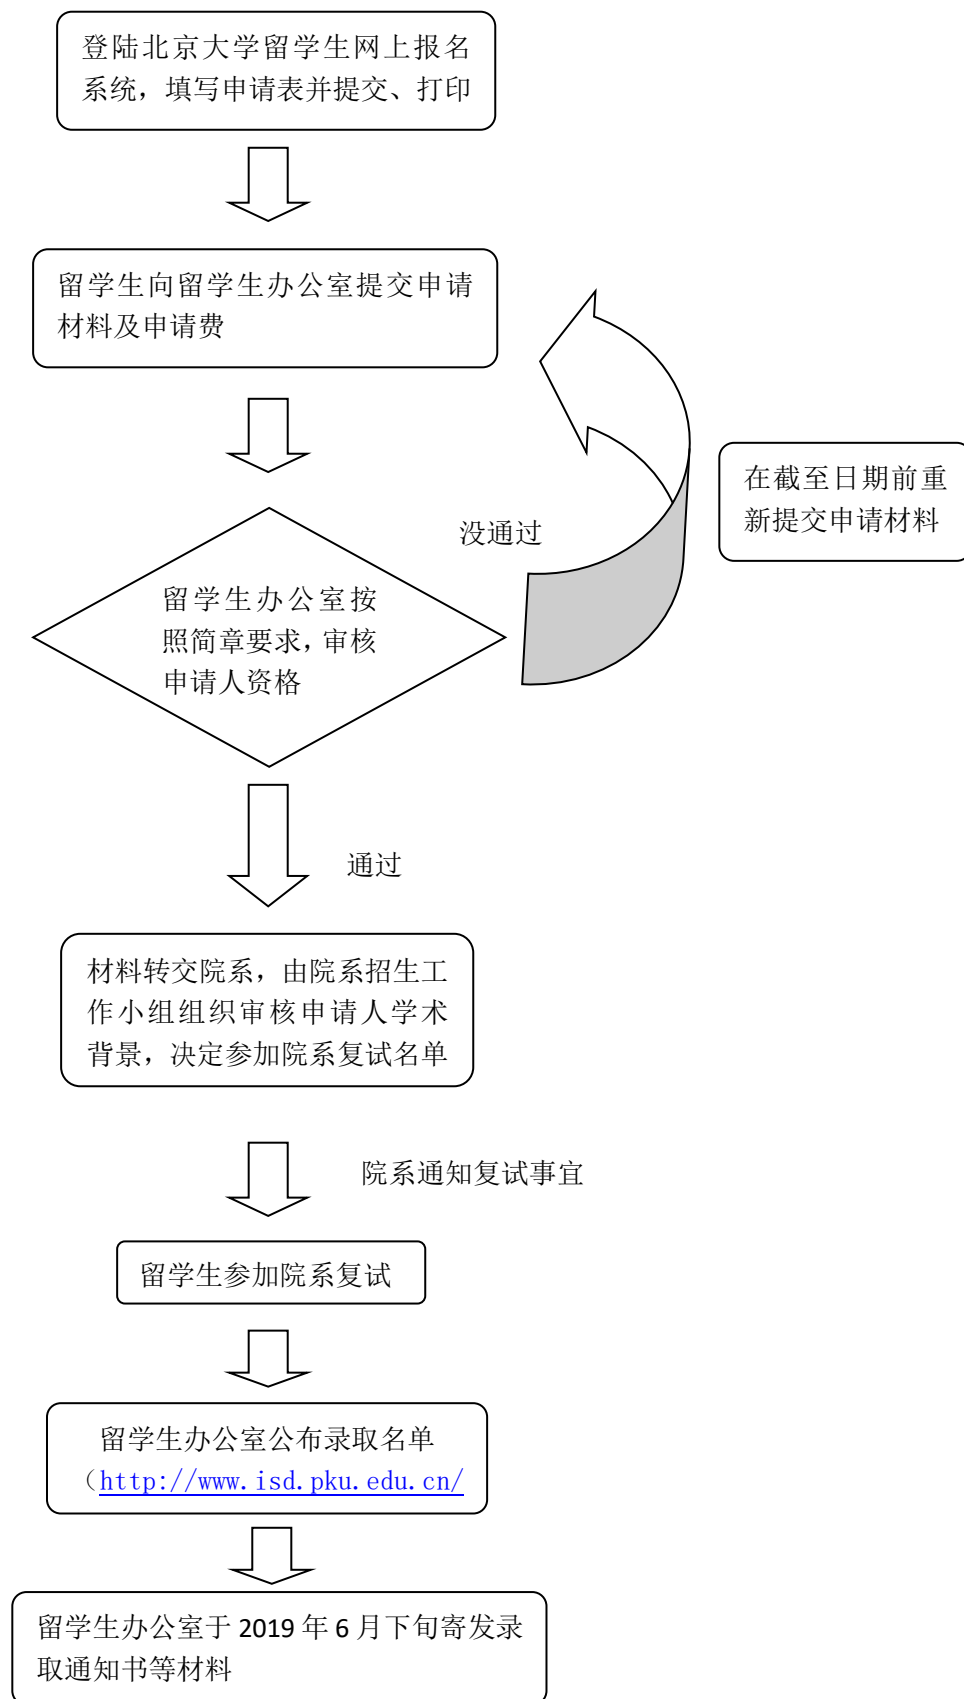 登陆北京大学留学生网上报名
系统，填写申请表并提交、打印
留学生向留学生办公室提交申请
材料及申请费
在截至日期前重
新提交申请材料
没通过
留学生办公室按
照简章要求，审核
申请人资格
通过
材料转交院系，由院系招生工
作小组组织审核申请人学术
背景，决定参加院系复试名单
院系通知复试事宜
留学生参加院系复试
留学生办公室公布录取名单
（http://www.isd.pku.edu.cn/
留学生办公室于 2019 年 6 月下旬寄发录
取通知书等材料